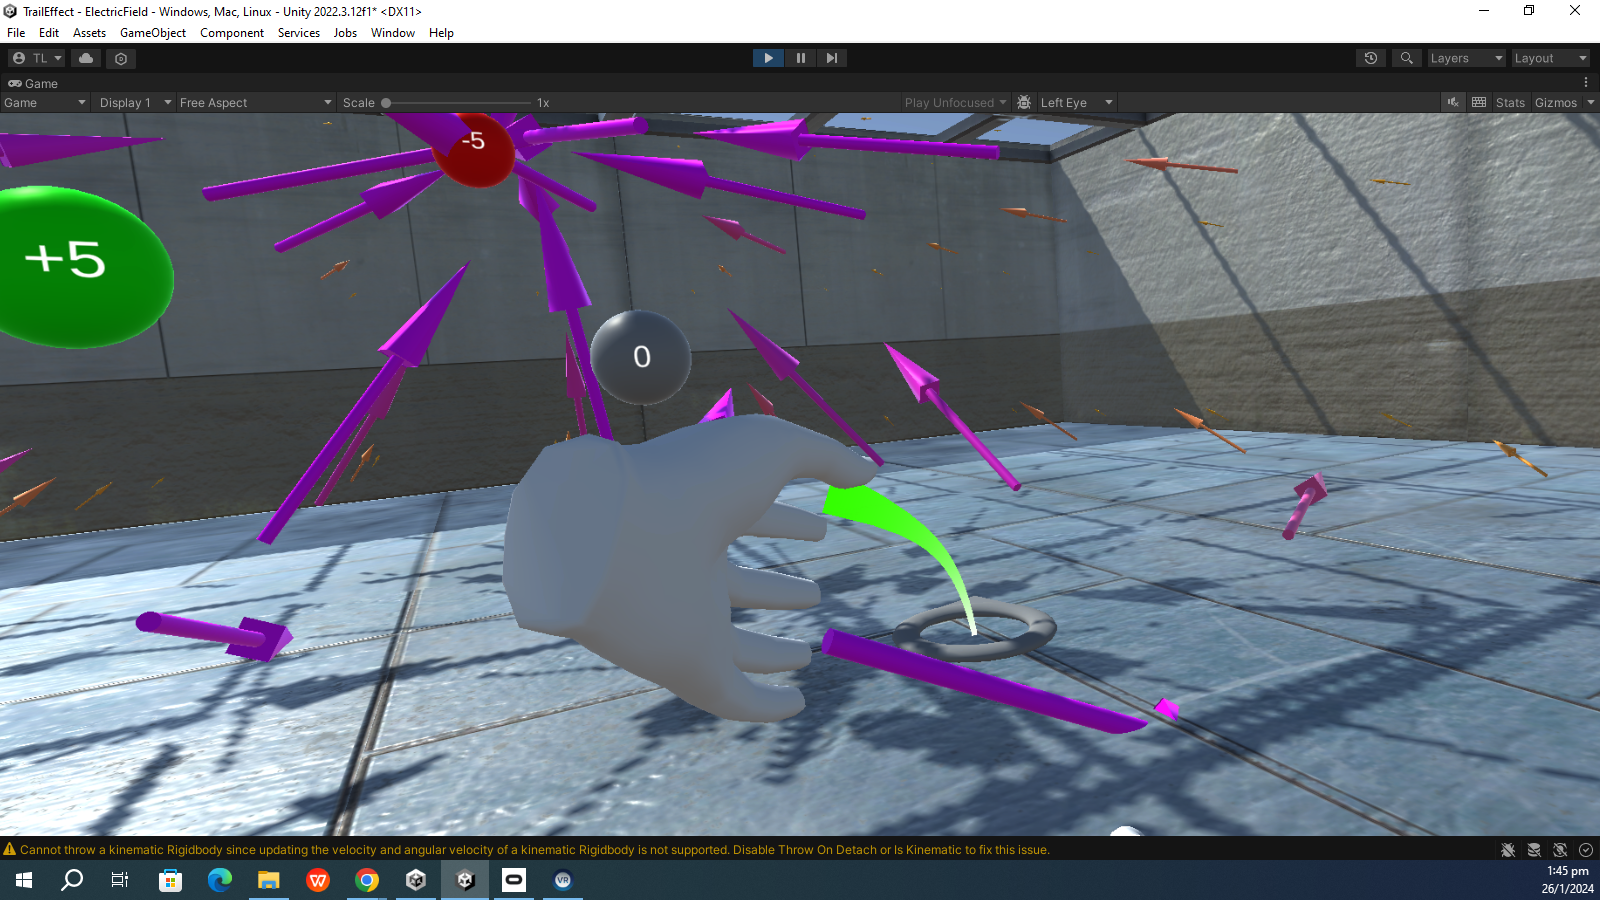 TrailEffect - ElectricField - Windows, Mac, Linux - Unity 2022.3.12f1* <DX11>
File Edit Assets GameObject Component Services Jobs Window Help
TL Layers Layout
Game
Game Display 1 Free Aspect Scale 1x Play Unfocused Left Eye Stats Gizmos
-5
+5
0
Cannot throw a kinematic Rigidbody since updating the velocity and angular velocity of a kinematic Rigidbody is not supported. Disable Throw On Detach or Is Kinematic to fix this issue.
W VR
1:45 pm
26/1/2024